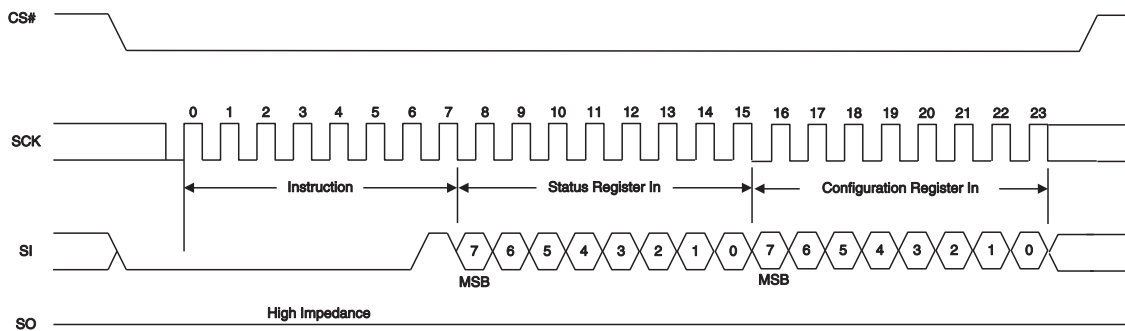 CS#
0 1 2 3 4 5 6 7 8 9 10 11 12 13 14 15 16 17 18 19 20 21 22 23
SCK
Instruction Status Register In Configuration Register In
SI 7 6 5 4 3 2 1 0 7 6 5 4 3 2 1 0
MSB MSB
High Impedance
SO